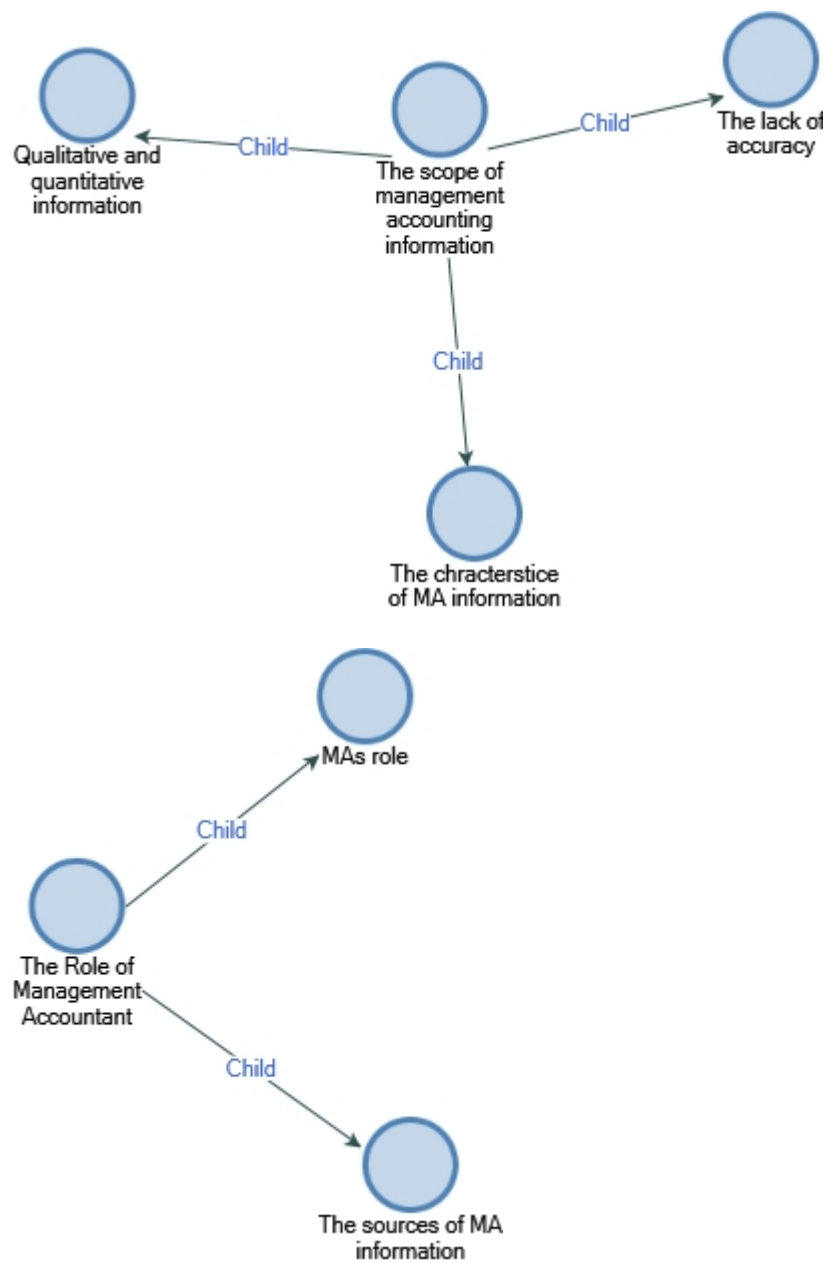 Qualitative and
quantitative
information
Child
The scope of
management
accounting
information
Child
The lack of
accuracy
Child
The chracterstice
of MA information
MAs role
Child
The Role of
Management
Accountant
Child
The sources of MA
information